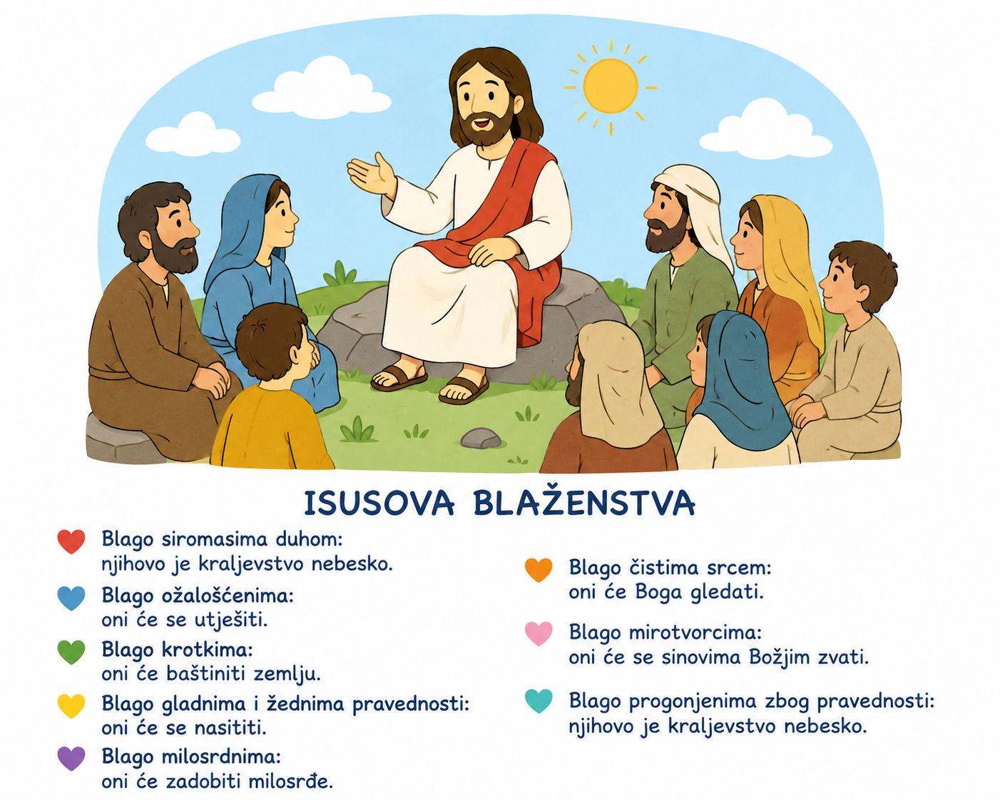 ISUSOVA BLAŽENSTVA
Blago siromasima duhom:
njihovo je kraljevstvo nebesko.
Blago ožalošćenima:
oni će se utješiti.
Blago krotkima:
oni će baštiniti zemlju.
Blago gladnima i žednima pravednosti:
oni će se nasititi.
Blago milosrdnima:
oni će zadobiti milosrđe.
Blago čistima srcem:
oni će Boga gledati.
Blago mirotvorcima:
oni će se sinovima Božjim zvati.
Blago progonjenima zbog pravednosti:
njihovo je kraljevstvo nebesko.